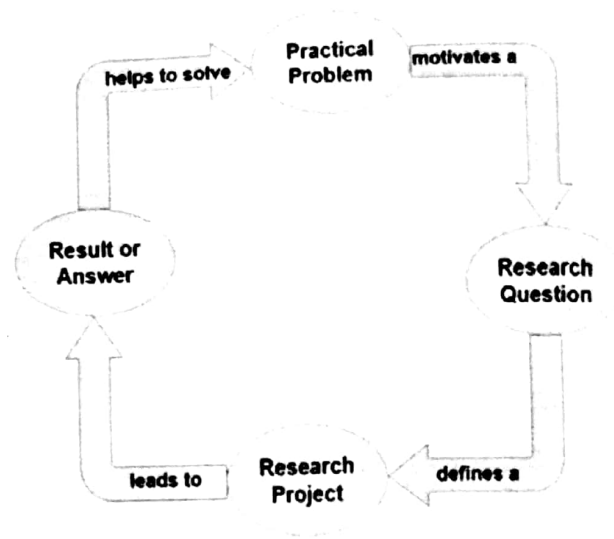 Practical
Problem
motivates a
Research
Question
defines a
Research
Project
leads to
Result or
Answer
helps to solve